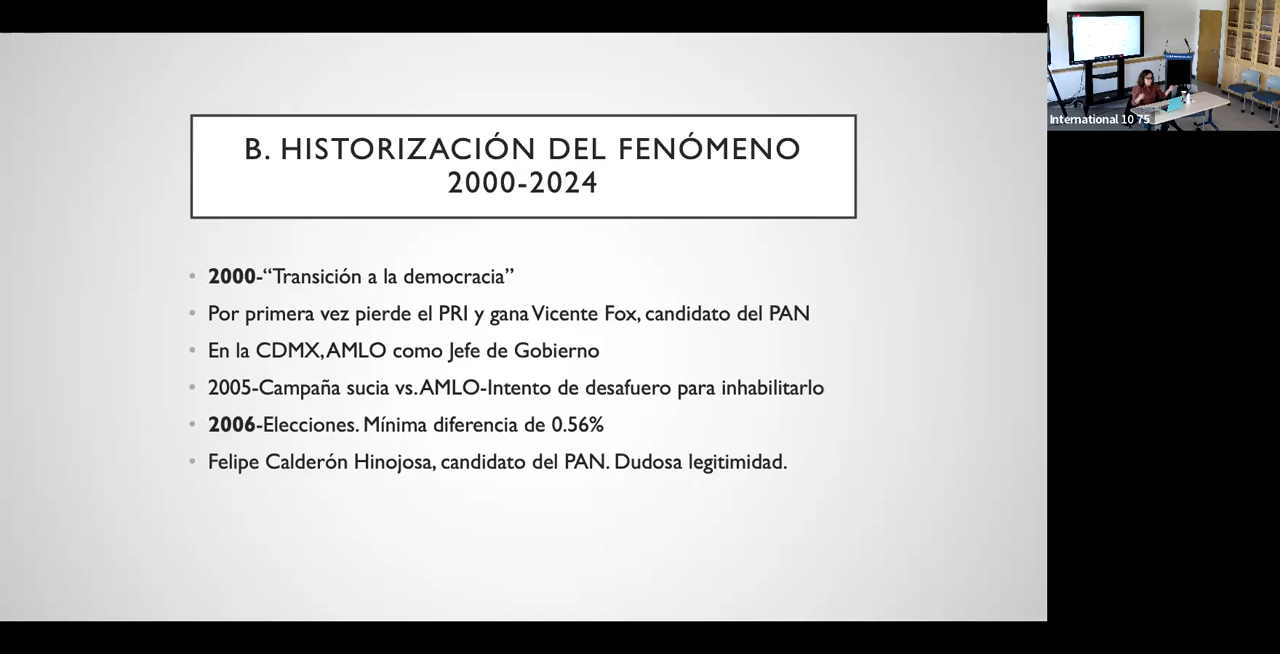 B. HISTORIZACIÓN DEL FENÓMENO
2000-2024
2000-“Transición a la democracia”
Por primera vez pierde el PRI y gana Vicente Fox, candidato del PAN
En la CDMX, AMLO como Jefe de Gobierno
2005-Campaña sucia vs. AMLO-Intento de desafuero para inhabilitarlo
2006-Elecciones. Mínima diferencia de 0.56%
Felipe Calderón Hinojosa, candidato del PAN. Dudosa legitimidad.
International 10 75